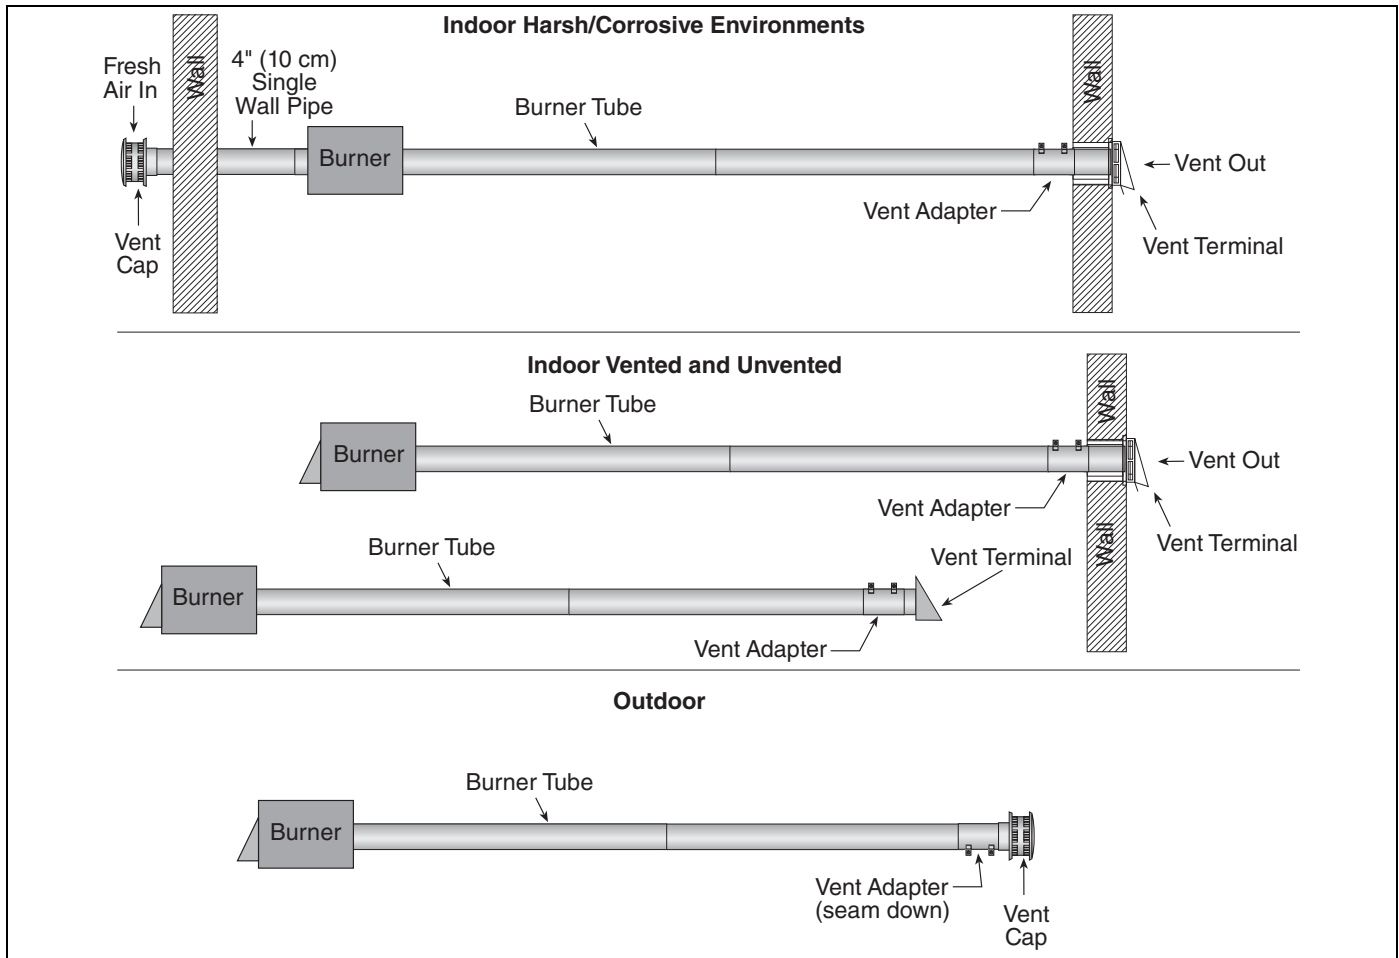 Indoor Harsh/Corrosive Environments
Fresh
Air In
Wall
4" (10 cm)
Single
Wall Pipe
Burner Tube
Wall
Burner
Vent Out
Vent Adapter
Vent
Cap
Vent Terminal
Indoor Vented and Unvented
Burner Tube
Wall
Burner
Vent Out
Vent Adapter
Wall
Vent Terminal
Burner Tube
Vent Terminal
Burner
Vent Adapter
Outdoor
Burner Tube
Burner
Vent Adapter
(seam down)
Vent
Cap